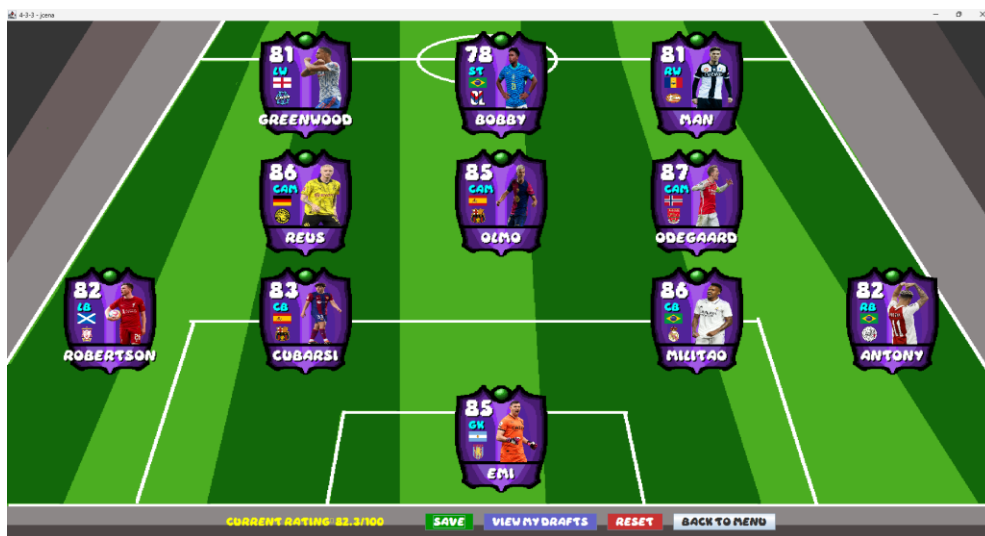 4-3-3 - jcena
81
LW
GREENWOOD
78
ST
BOBBY
81
RW
MAN
86
CAM
REUS
85
CAM
OLMO
87
CAM
ODEGAARD
82
LB
ROBERTSON
83
CB
CUBARSI
86
CB
MILITAO
82
RB
11
ANTONY
85
GK
EMI
CURRENT RATING: 82.3/100
SAVE
VIEW MY DRAFTS
RESET
BACK TO MENU